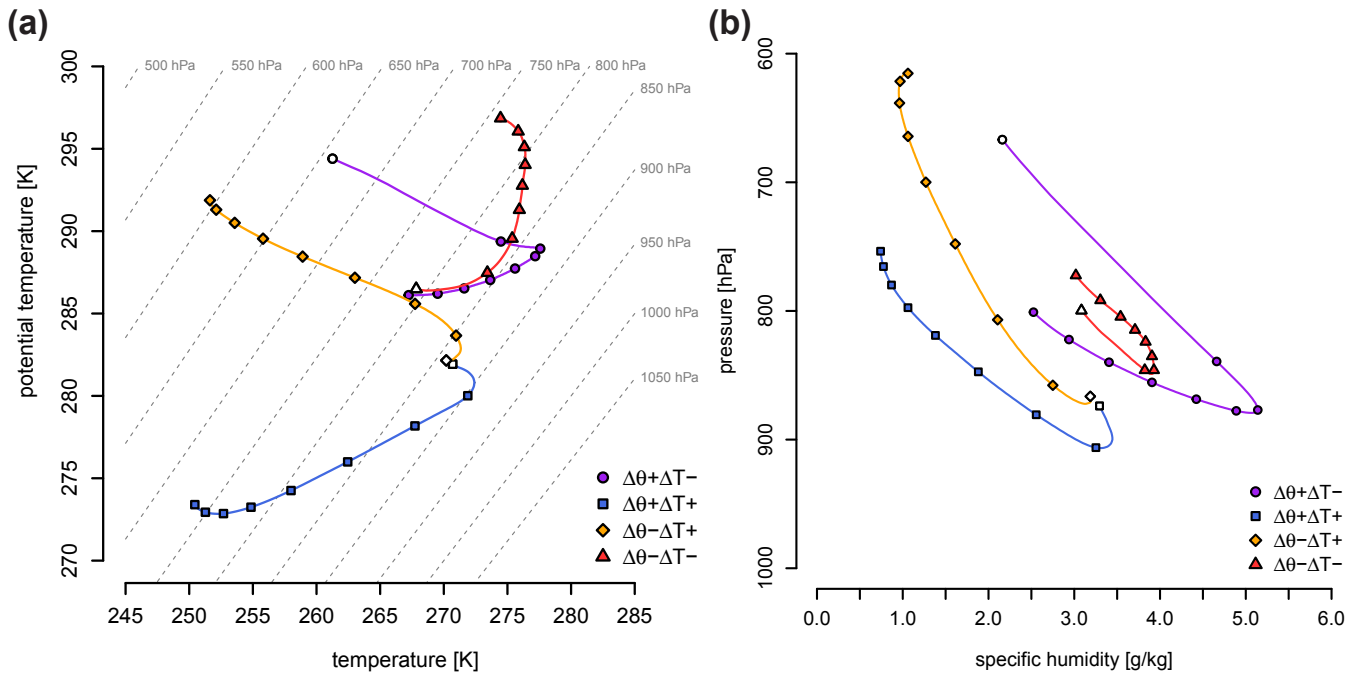 (a)
300
295
290
285
280
275
270
potential temperature [K]
500 hPa
550 hPa
600 hPa
650 hPa
700 hPa
750 hPa
800 hPa
850 hPa
900 hPa
950 hPa
1000 hPa
1050 hPa
Δθ+ΔT−
Δθ+ΔT+
Δθ−ΔT+
Δθ−ΔT−
245 250 255 260 265 270 275 280 285
temperature [K]
(b)
600
700
800
900
1000
pressure [hPa]
Δθ+ΔT−
Δθ+ΔT+
Δθ−ΔT+
Δθ−ΔT−
0.0 1.0 2.0 3.0 4.0 5.0 6.0
specific humidity [g/kg]